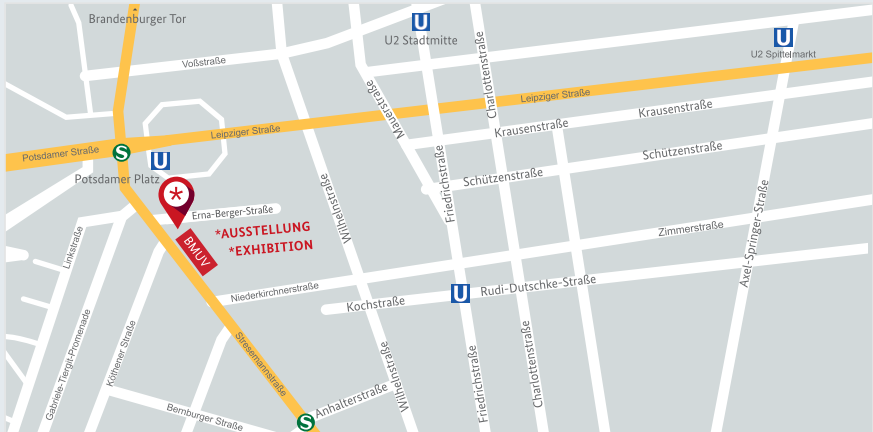 Brandenburger Tor
U
U2 Stadtmitte
U
U2 Spittelmarkt
Voßstraße
Charlottenstraße
Mauerstraße
Leipziger Straße
Krausenstraße
Krausenstraße
Leipziger Straße
Potsdamer Straße
S
U
Potsdamer Platz
Schützenstraße
Schützenstraße
Friedrichstraße
Wilhelmstraße
*
Erna-Berger-Straße
*AUSSTELLUNG
*EXHIBITION
BMUV
Linkstraße
Zimmerstraße
Axel-Springer-Straße
Niederkirchnerstraße
Kochstraße
U
Rudi-Dutschke-Straße
Gabriele-Tergit-Promenade
Köthener Straße
Stresemannstraße
Bernburger Straße
S
Anhalterstraße
Wilhelmstraße
Friedrichstraße
Charlottenstraße